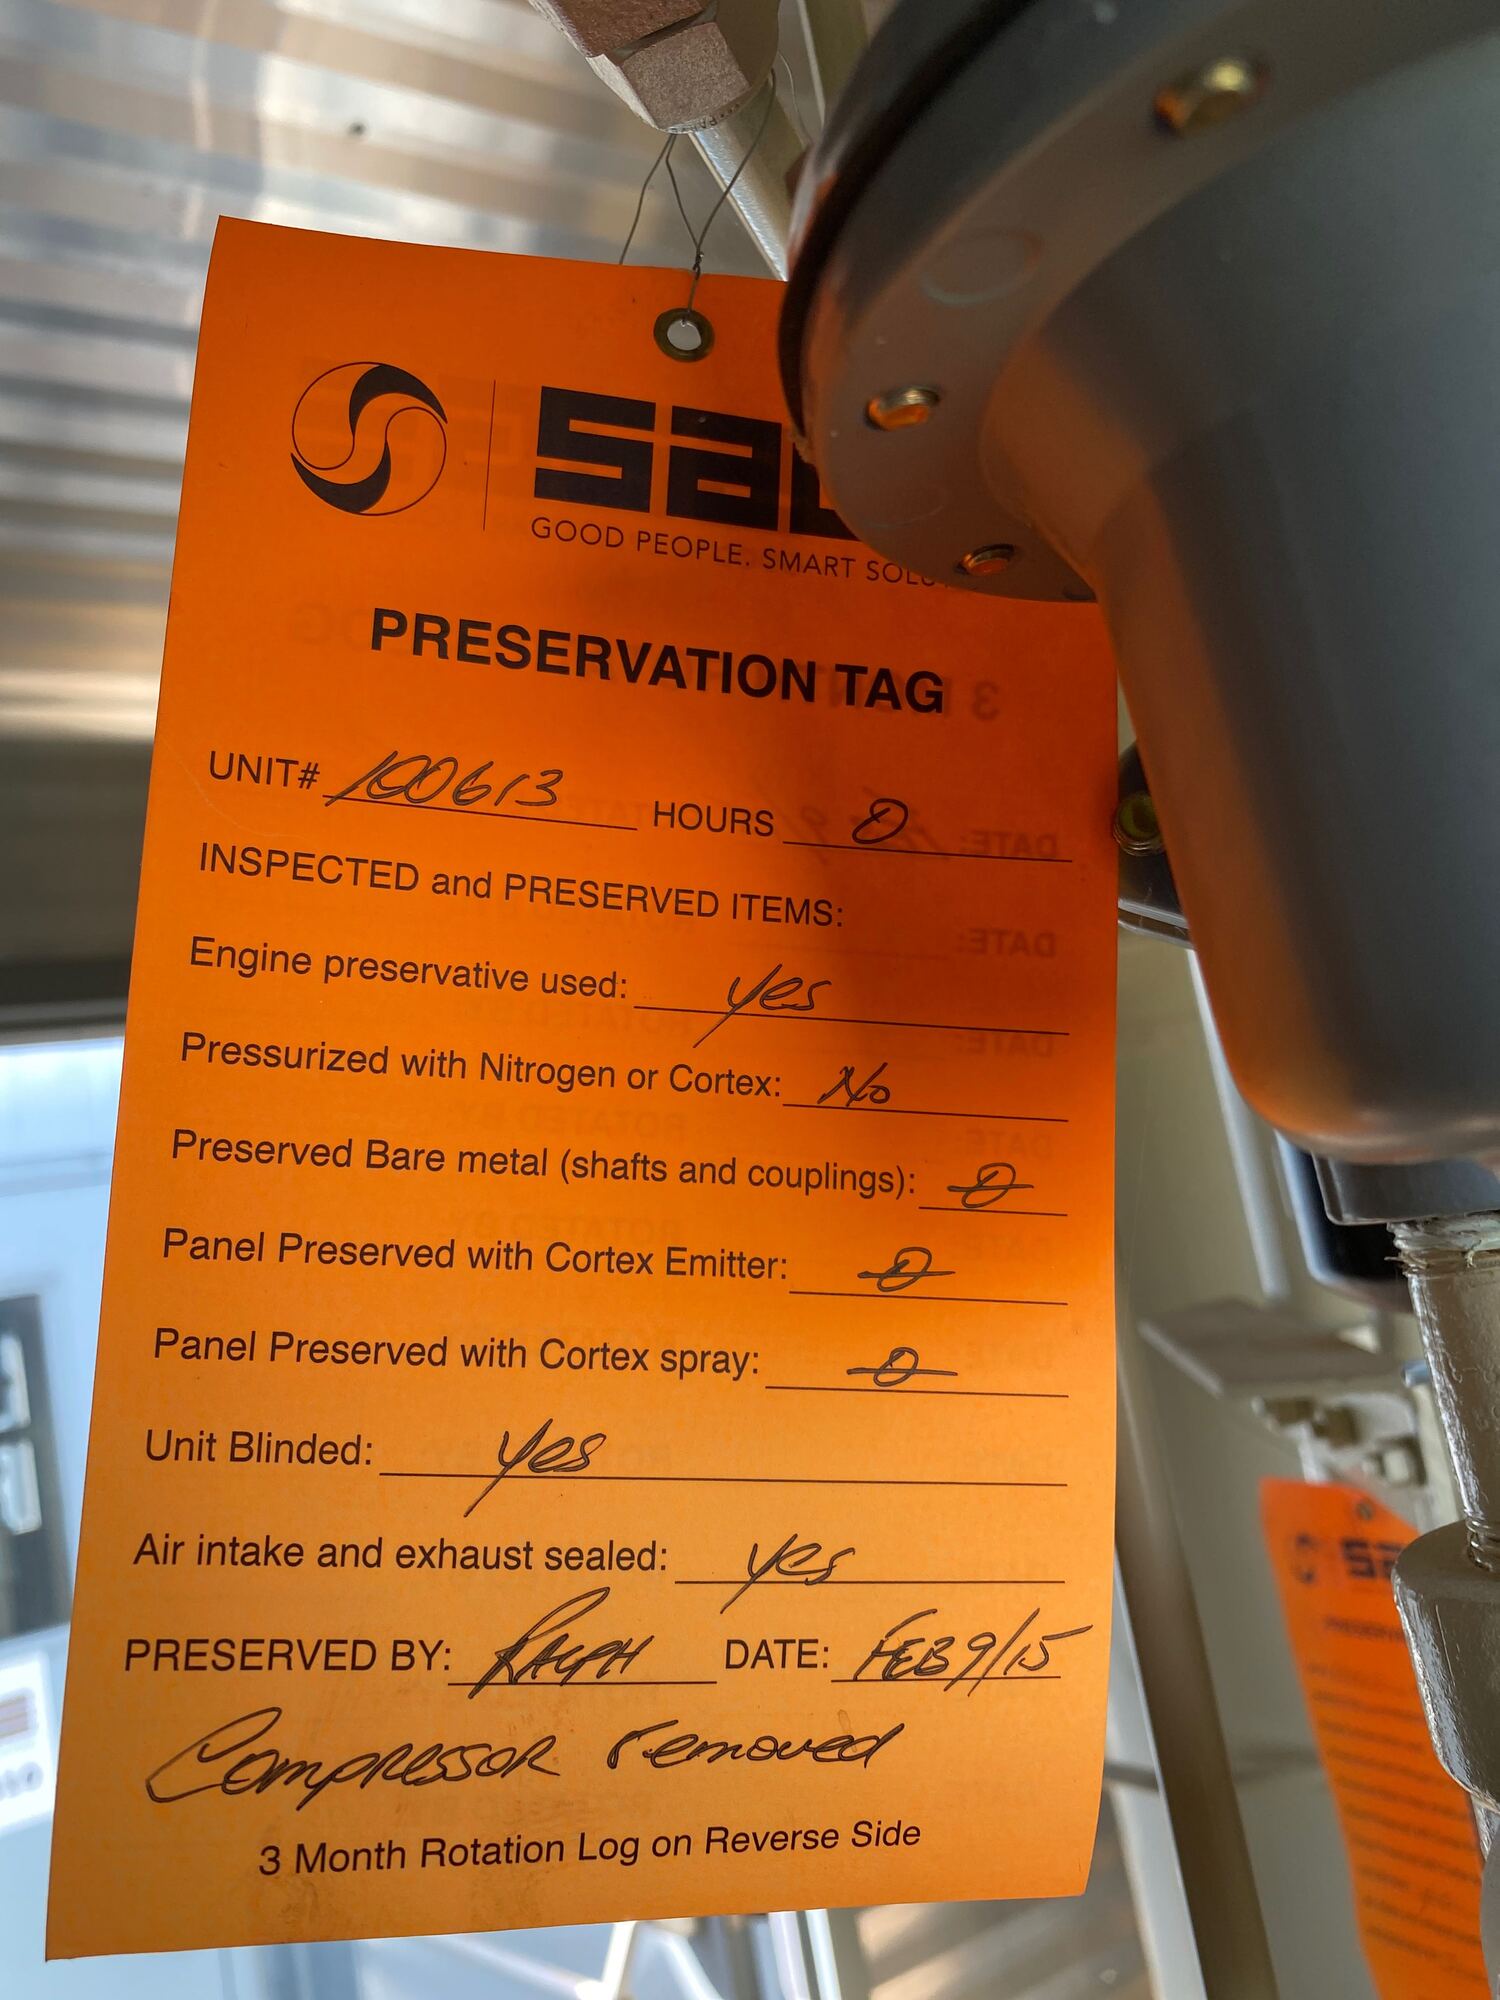 GOOD PEOPLE. SMART
PRESERVATION TAG
UNIT# 100613 HOURS 0
INSPECTED and PRESERVED ITEMS:
Engine preservative used: yes
Pressurized with Nitrogen or Cortex: No
Preserved Bare metal (shafts and couplings): 0
Panel Preserved with Cortex Emitter: 0
Panel Preserved with Cortex spray: 0
Unit Blinded: yes
Air intake and exhaust sealed: yes
PRESERVED BY: RALPH DATE: FEB 9/15
Compressor removed
3 Month Rotation Log on Reverse Side